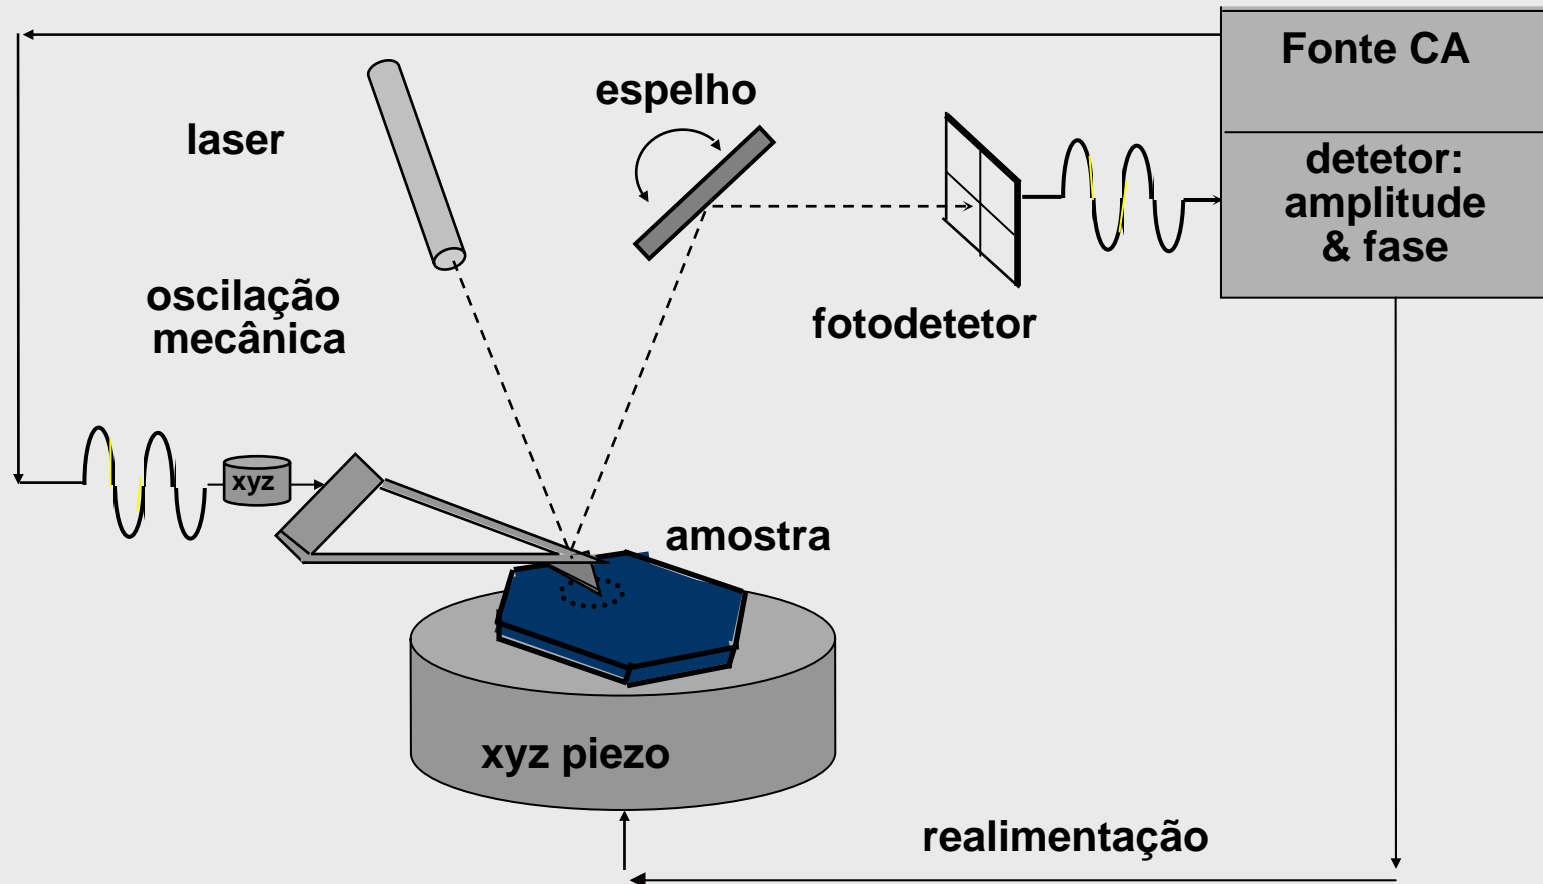 Fonte CA
espelho
laser
detetor:
amplitude
& fase
oscilação
mecânica
fotodetetor
xyz
amostra
xyz piezo
realimentação